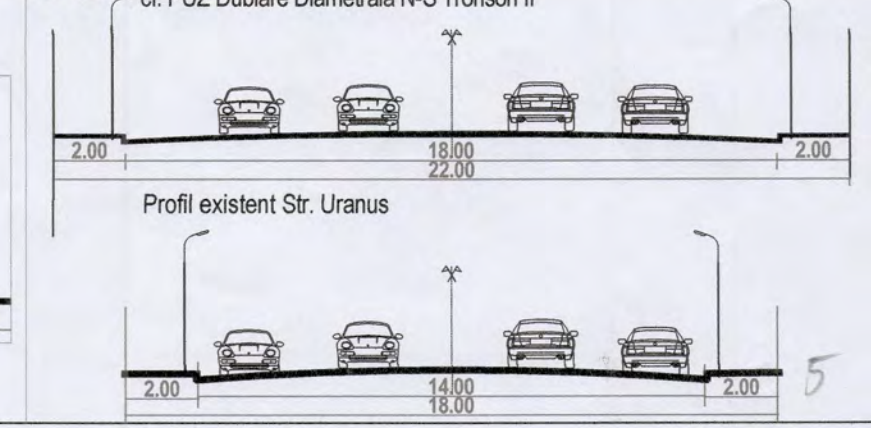 cf. PUZ Dublare Diametrala N-S Tronson II
2.00 18.00 2.00
22.00
Profil existent Str. Uranus
2.00 14.00 2.00
18.00
5